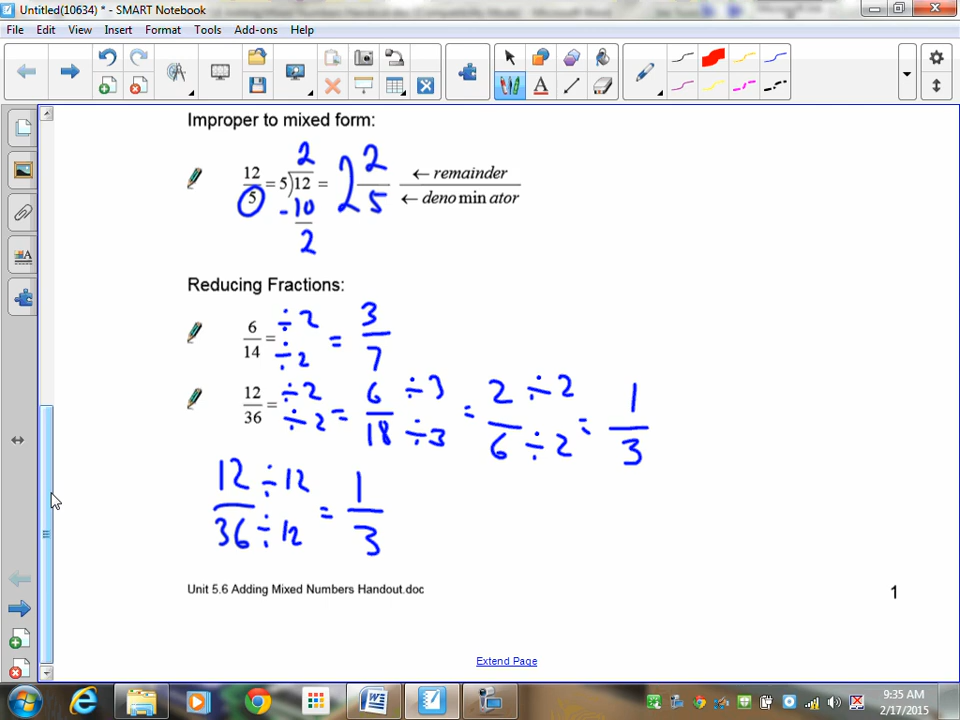 Untitled(10634) * - SMART Notebook
File Edit View Insert Format Tools Add-ons Help
Improper to mixed form:
2
12/5 = 5)12 = 2 2/5 ← remainder / ← denominator
-10
2
Reducing Fractions:
6/14 = ÷2/÷2 = 3/7
12/36 = ÷2/÷2 = 6/18 ÷3/÷3 = 2/6 ÷2/÷2 = 1/3
12/36 ÷12/÷12 = 1/3
Unit 5.6 Adding Mixed Numbers Handout.doc
1
Extend Page
9:35 AM
2/17/2015